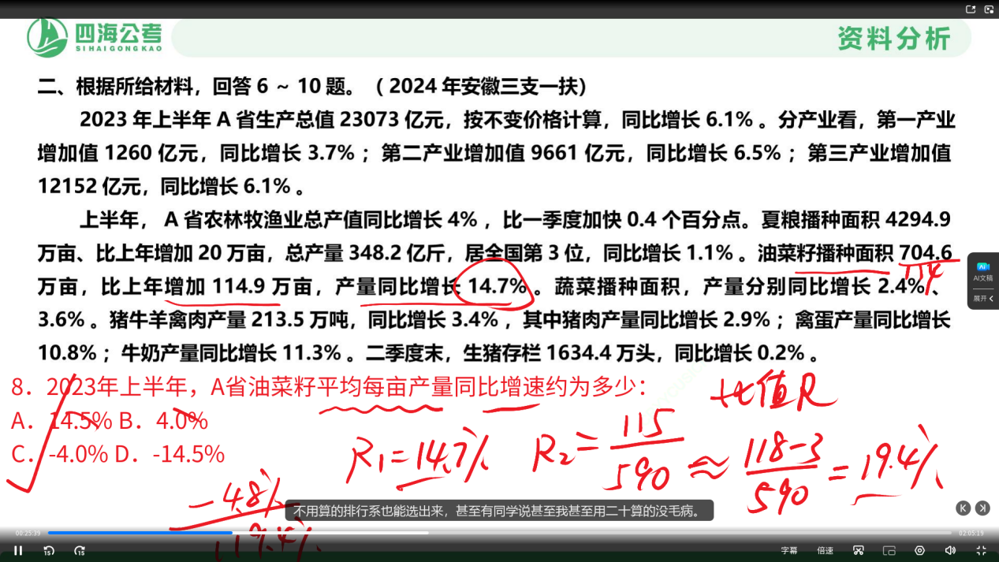 四海公考
SIHAIGONGKAO
资料分析
二、根据所给材料，回答 6 ～ 10 题。（ 2024 年安徽三支一扶）
2023 年上半年 A 省生产总值 23073 亿元，按不变价格计算，同比增长 6.1% 。分产业看，第一产业
增加值 1260 亿元，同比增长 3.7% ；第二产业增加值 9661 亿元，同比增长 6.5% ；第三产业增加值
12152 亿元，同比增长 6.1% 。
上半年， A 省农林牧渔业总产值同比增长 4% ，比一季度加快 0.4 个百分点。夏粮播种面积 4294.9
万亩、比上年增加 20 万亩，总产量 348.2 亿斤，居全国第 3 位，同比增长 1.1% 。油菜籽播种面积 704.6
114
万亩，比上年增加 114.9 万亩，产量同比增长 14.7% 。蔬菜播种面积，产量分别同比增长 2.4% 、
3.6% 。猪牛羊禽肉产量 213.5 万吨，同比增长 3.4% ，其中猪肉产量同比增长 2.9% ；禽蛋产量同比增长
10.8% ；牛奶产量同比增长 11.3% 。二季度末，生猪存栏 1634.4 万头，同比增长 0.2% 。
8．2023年上半年，A省油菜籽平均每亩产量同比增速约为多少：
比值R
A．14.5% B．4.0%
C．-4.0% D．-14.5%
R1=14.7% R2=115/590≈118-3/590=19.4%
-4.8%
119.4%
不用算的排行系也能选出来，甚至有同学说甚至我甚至用二十算的没毛病。
AI
AI文稿
展开
00:25:39
02:05:19
15
15
字幕
倍速